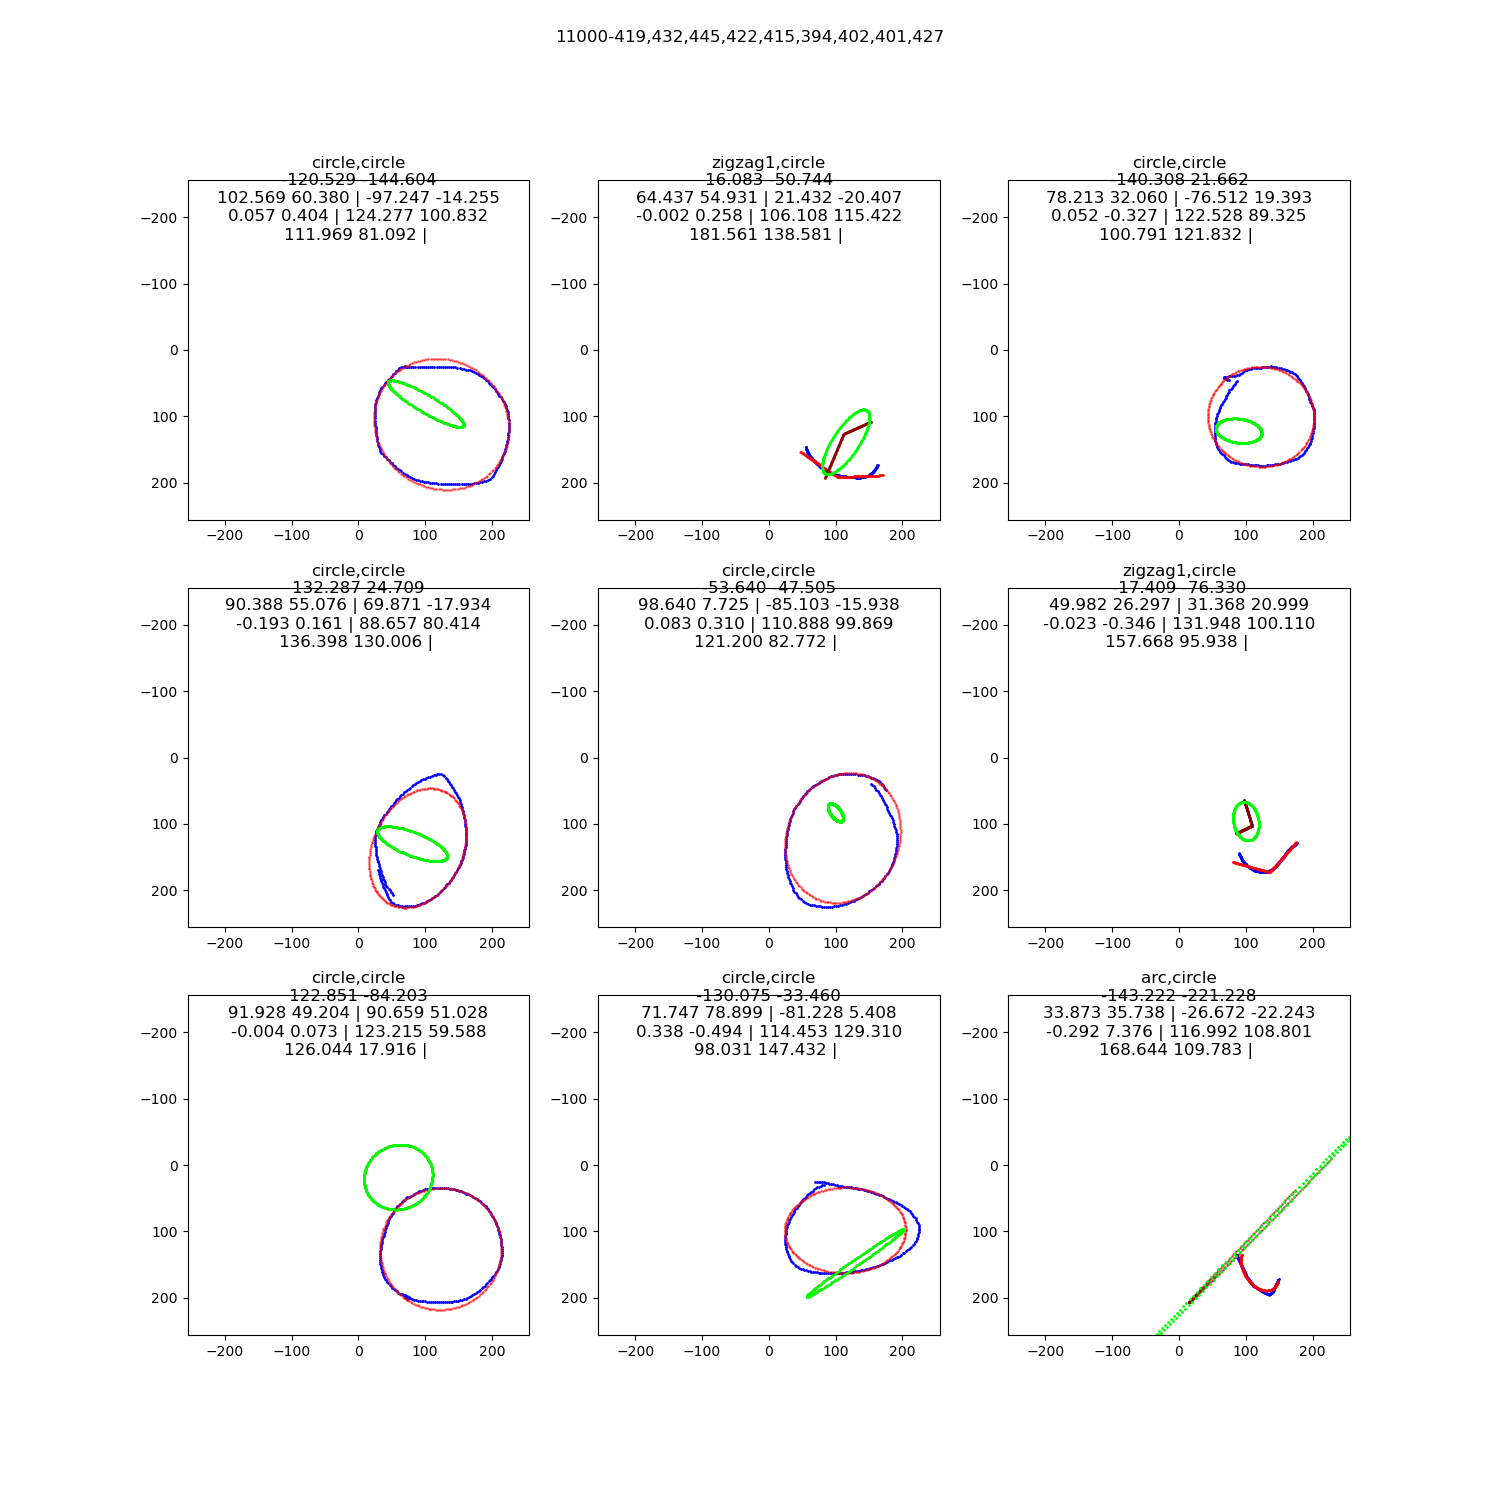 11000-419,432,445,422,415,394,402,401,427
circle,circle
-120.529 -144.604
102.569 60.380 | -97.247 -14.255
0.057 0.404 | 124.277 100.832
111.969 81.092 |
−200
−100
0
100
200
−200 −100 0 100 200
zigzag1,circle
16.083 -50.744
64.437 54.931 | 21.432 -20.407
-0.002 0.258 | 106.108 115.422
181.561 138.581 |
−200 −100 0 100 200
circle,circle
-140.308 21.662
78.213 32.060 | -76.512 19.393
0.052 -0.327 | 122.528 89.325
100.791 121.832 |
−200
−100
0
100
200
−200 −100 0 100 200
circle,circle
132.287 24.709
90.388 55.076 | 69.871 -17.934
-0.193 0.161 | 88.657 80.414
136.398 130.006 |
−200
−100
0
100
200
−200 −100 0 100 200
circle,circle
-53.640 -47.505
98.640 7.725 | -85.103 -15.938
0.083 0.310 | 110.888 99.869
121.200 82.772 |
−200 −100 0 100 200
zigzag1,circle
-17.409 -76.330
49.982 26.297 | 31.368 20.999
-0.023 -0.346 | 131.948 100.110
157.668 95.938 |
−200
−100
0
100
200
−200 −100 0 100 200
circle,circle
122.851 -84.203
91.928 49.204 | 90.659 51.028
-0.004 0.073 | 123.215 59.588
126.044 17.916 |
−200
−100
0
100
200
−200 −100 0 100 200
circle,circle
-130.075 -33.460
71.747 78.899 | -81.228 5.408
0.338 -0.494 | 114.453 129.310
98.031 147.432 |
−200 −100 0 100 200
arc,circle
-143.222 -221.228
33.873 35.738 | -26.672 -22.243
-0.292 7.376 | 116.992 108.801
168.644 109.783 |
−200
−100
0
100
200
−200 −100 0 100 200